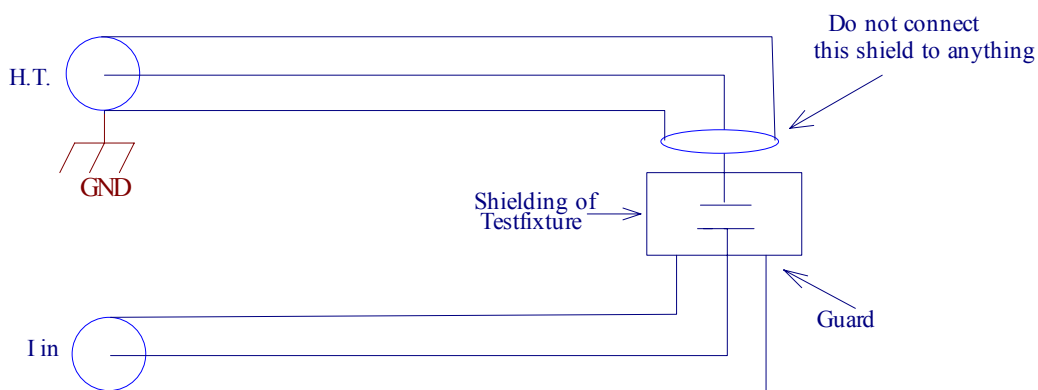 Do not connect
this shield to anything
H.T.
GND
Shielding of
Testfixture
Guard
I in